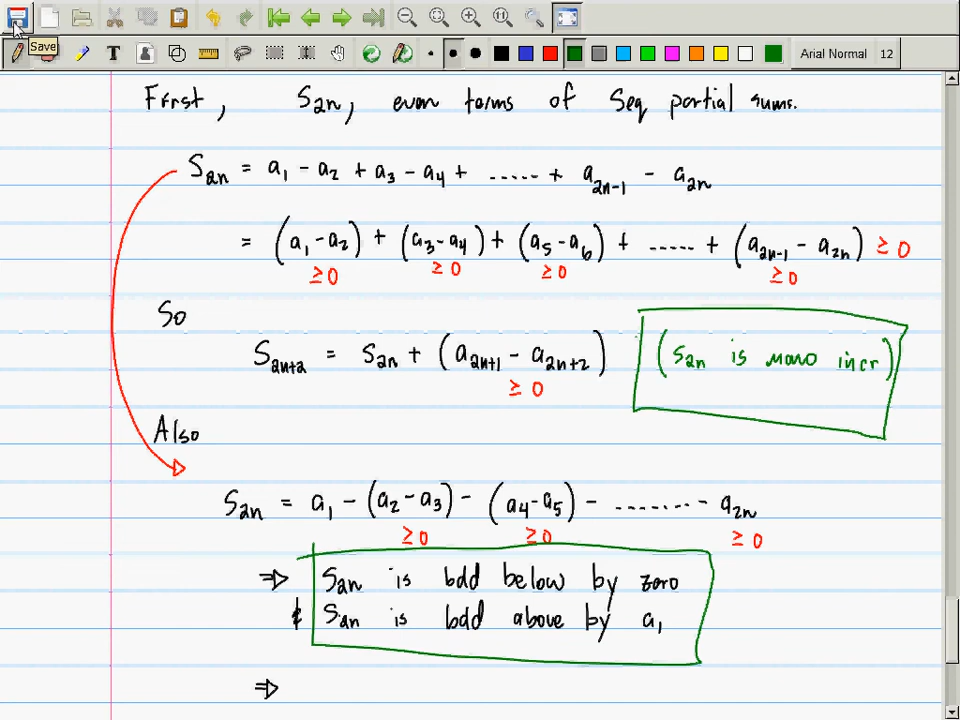 Save
T
Arial Normal 12
First, S2n, even terms of Seq partial sums.
S2n = a1 - a2 + a3 - a4 + ..... + a2n-1 - a2n
= (a1 - a2) + (a3 - a4) + (a5 - a6) + ..... + (a2n-1 - a2n) ≥ 0
≥ 0 ≥ 0 ≥ 0 ≥ 0
So
S2n+2 = S2n + (a2n+1 - a2n+2) (S2n is mono incr)
≥ 0
Also
S2n = a1 - (a2 - a3) - (a4 - a5) - ........ - a2n
≥ 0 ≥ 0 ≥ 0
⇒ S2n is bdd below by zero
& S2n is bdd above by a1
⇒